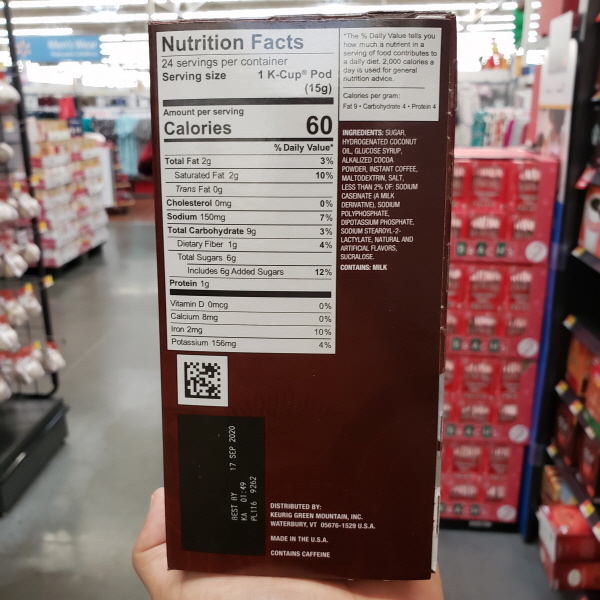 Men's Wear
Nutrition Facts
24 servings per container
Serving size 1 K-Cup® Pod
(15g)
Amount per serving
Calories 60
% Daily Value*
Total Fat 2g 3%
Saturated Fat 2g 10%
Trans Fat 0g
Cholesterol 0mg 0%
Sodium 150mg 7%
Total Carbohydrate 9g 3%
Dietary Fiber 1g 4%
Total Sugars 6g
Includes 6g Added Sugars 12%
Protein 1g
Vitamin D 0mcg 0%
Calcium 8mg 0%
Iron 2mg 10%
Potassium 156mg 4%
*The % Daily Value tells you
how much a nutrient in a
serving of food contributes to
a daily diet. 2,000 calories a
day is used for general
nutrition advice.
Calories per gram:
Fat 9 • Carbohydrate 4 • Protein 4
INGREDIENTS: SUGAR,
HYDROGENATED COCONUT
OIL, GLUCOSE SYRUP,
ALKALIZED COCOA
POWDER, INSTANT COFFEE,
MALTODEXTRIN, SALT,
LESS THAN 2% OF: SODIUM
CASEINATE (A MILK
DERIVATIVE), SODIUM
POLYPHOSPHATE,
DIPOTASSIUM PHOSPHATE,
SODIUM STEAROYL-2-
LACTYLATE, NATURAL AND
ARTIFICIAL FLAVORS,
SUCRALOSE.
CONTAINS: MILK
BEST BY 17 SEP 2020
KA 01:49
PL116 9262
DISTRIBUTED BY:
KEURIG GREEN MOUNTAIN, INC.
WATERBURY, VT 05676-1529 U.S.A.
MADE IN THE U.S.A.
CONTAINS CAFFEINE